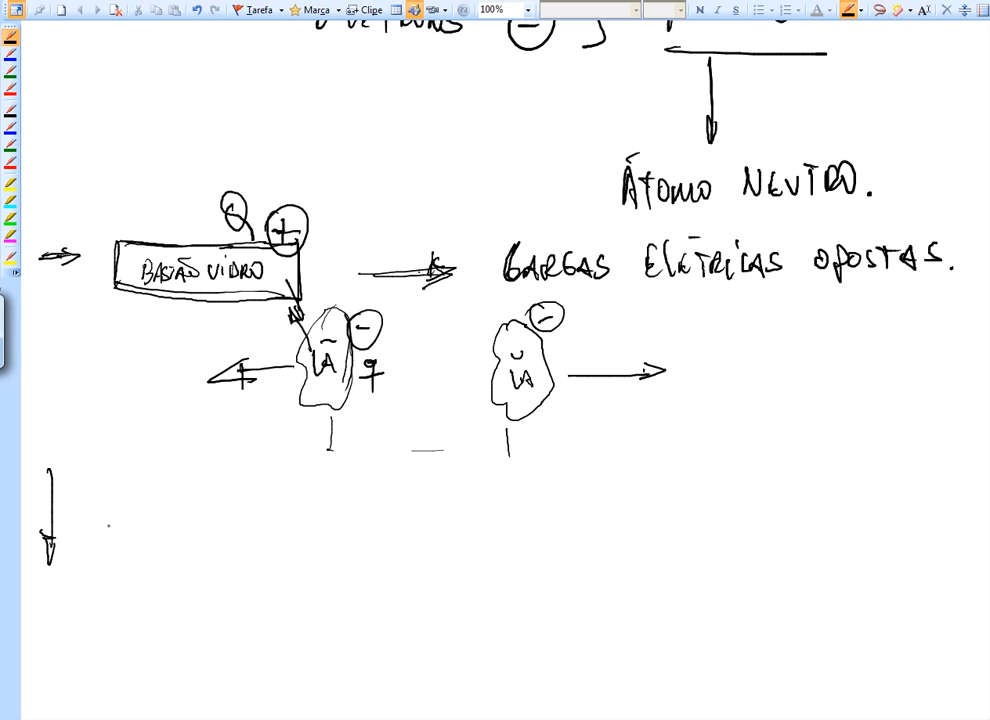 Tarefa Marca Clipe 100% N I S A
ÁTOMO NEUTRO.
Q +
BASTÃO VIDRO
CARGAS ELÉTRICAS OPOSTAS.
- -
LÃ q LÃ